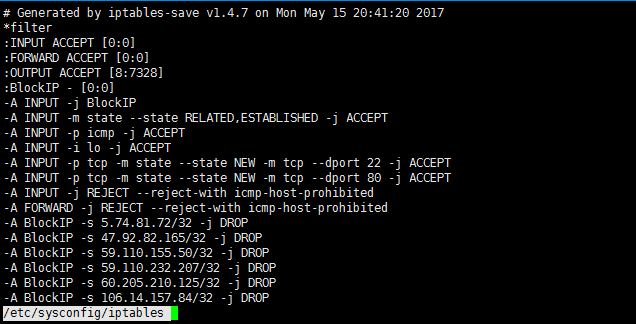 # Generated by iptables-save v1.4.7 on Mon May 15 20:41:20 2017
*filter
:INPUT ACCEPT [0:0]
:FORWARD ACCEPT [0:0]
:OUTPUT ACCEPT [8:7328]
:BlockIP - [0:0]
-A INPUT -j BlockIP
-A INPUT -m state --state RELATED,ESTABLISHED -j ACCEPT
-A INPUT -p icmp -j ACCEPT
-A INPUT -i lo -j ACCEPT
-A INPUT -p tcp -m state --state NEW -m tcp --dport 22 -j ACCEPT
-A INPUT -p tcp -m state --state NEW -m tcp --dport 80 -j ACCEPT
-A INPUT -j REJECT --reject-with icmp-host-prohibited
-A FORWARD -j REJECT --reject-with icmp-host-prohibited
-A BlockIP -s 5.74.81.72/32 -j DROP
-A BlockIP -s 47.92.82.165/32 -j DROP
-A BlockIP -s 59.110.155.50/32 -j DROP
-A BlockIP -s 59.110.232.207/32 -j DROP
-A BlockIP -s 60.205.210.125/32 -j DROP
-A BlockIP -s 106.14.157.84/32 -j DROP
/etc/sysconfig/iptables